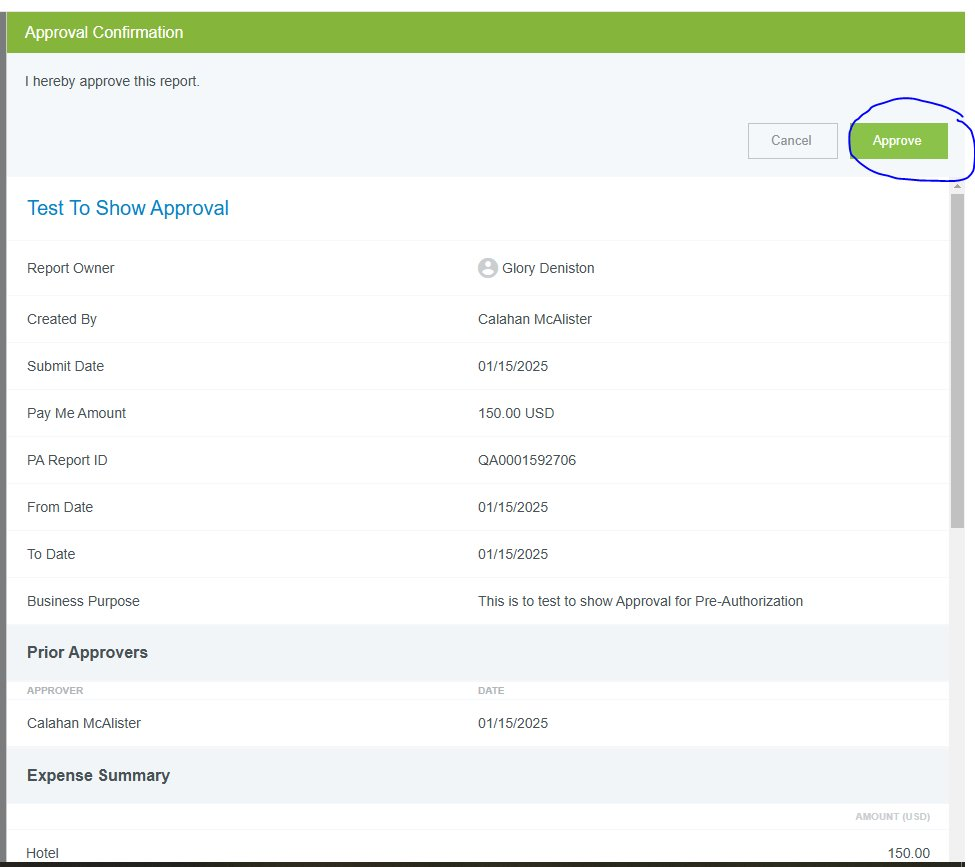 Approval Confirmation
I hereby approve this report.
Cancel Approve
Test To Show Approval
Report Owner Glory Deniston
Created By Calahan McAlister
Submit Date 01/15/2025
Pay Me Amount 150.00 USD
PA Report ID QA0001592706
From Date 01/15/2025
To Date 01/15/2025
Business Purpose This is to test to show Approval for Pre-Authorization
Prior Approvers
APPROVER DATE
Calahan McAlister 01/15/2025
Expense Summary
AMOUNT (USD)
Hotel 150.00